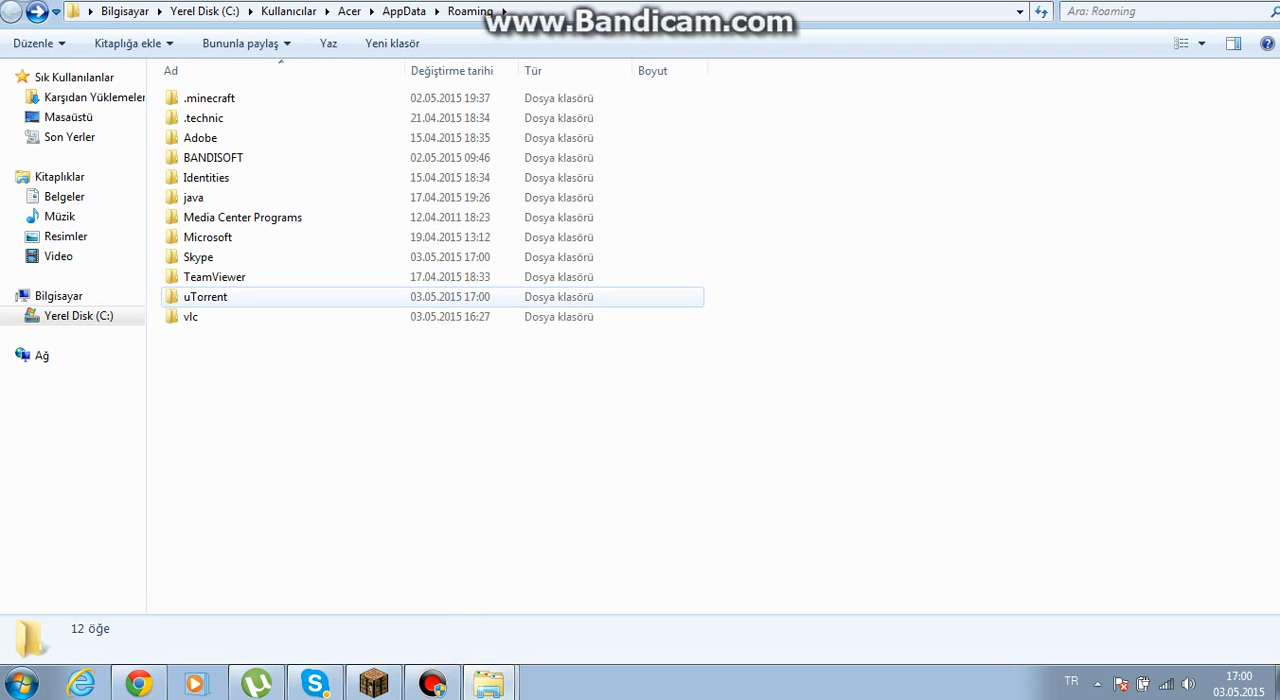 Bilgisayar Yerel Disk (C:) Kullanıcılar Acer AppData Roaming
Ara: Roaming
www.Bandicam.com
Düzenle Kitaplığa ekle Bununla paylaş Yaz Yeni klasör
Ad Değiştirme tarihi Tür Boyut
Sık Kullanılanlar
Karşıdan Yüklemeler
Masaüstü
Son Yerler
Kitaplıklar
Belgeler
Müzik
Resimler
Video
Bilgisayar
Yerel Disk (C:)
Ağ
.minecraft 02.05.2015 19:37 Dosya klasörü
.technic 21.04.2015 18:34 Dosya klasörü
Adobe 15.04.2015 18:35 Dosya klasörü
BANDISOFT 02.05.2015 09:46 Dosya klasörü
Identities 15.04.2015 18:34 Dosya klasörü
java 17.04.2015 19:26 Dosya klasörü
Media Center Programs 12.04.2011 18:23 Dosya klasörü
Microsoft 19.04.2015 13:12 Dosya klasörü
Skype 03.05.2015 17:00 Dosya klasörü
TeamViewer 17.04.2015 18:33 Dosya klasörü
uTorrent 03.05.2015 17:00 Dosya klasörü
vlc 03.05.2015 16:27 Dosya klasörü
12 öğe
TR
17:00
03.05.2015